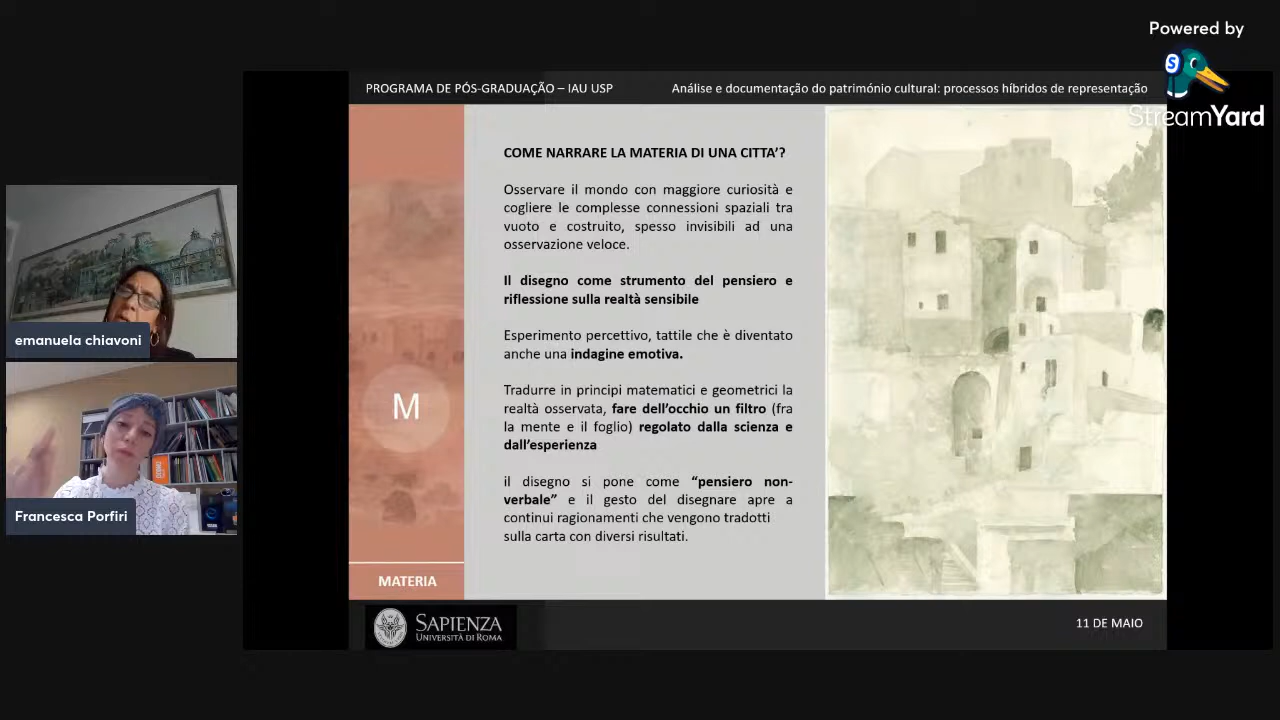 Powered by
StreamYard
PROGRAMA DE PÓS-GRADUAÇÃO – IAU USP
Análise e documentação do património cultural: processos híbridos de representação
COME NARRARE LA MATERIA DI UNA CITTA'?
Osservare il mondo con maggiore curiosità e
cogliere le complesse connessioni spaziali tra
vuoto e costruito, spesso invisibili ad una
osservazione veloce.
Il disegno come strumento del pensiero e
riflessione sulla realtà sensibile
Esperimento percettivo, tattile che è diventato
anche una indagine emotiva.
Tradurre in principi matematici e geometrici la
realtà osservata, fare dell'occhio un filtro (fra
la mente e il foglio) regolato dalla scienza e
dall'esperienza
il disegno si pone come “pensiero non-
verbale” e il gesto del disegnare apre a
continui ragionamenti che vengono tradotti
sulla carta con diversi risultati.
M
MATERIA
SAPIENZA
UNIVERSITÀ DI ROMA
11 DE MAIO
emanuela chiavoni
Francesca Porfiri